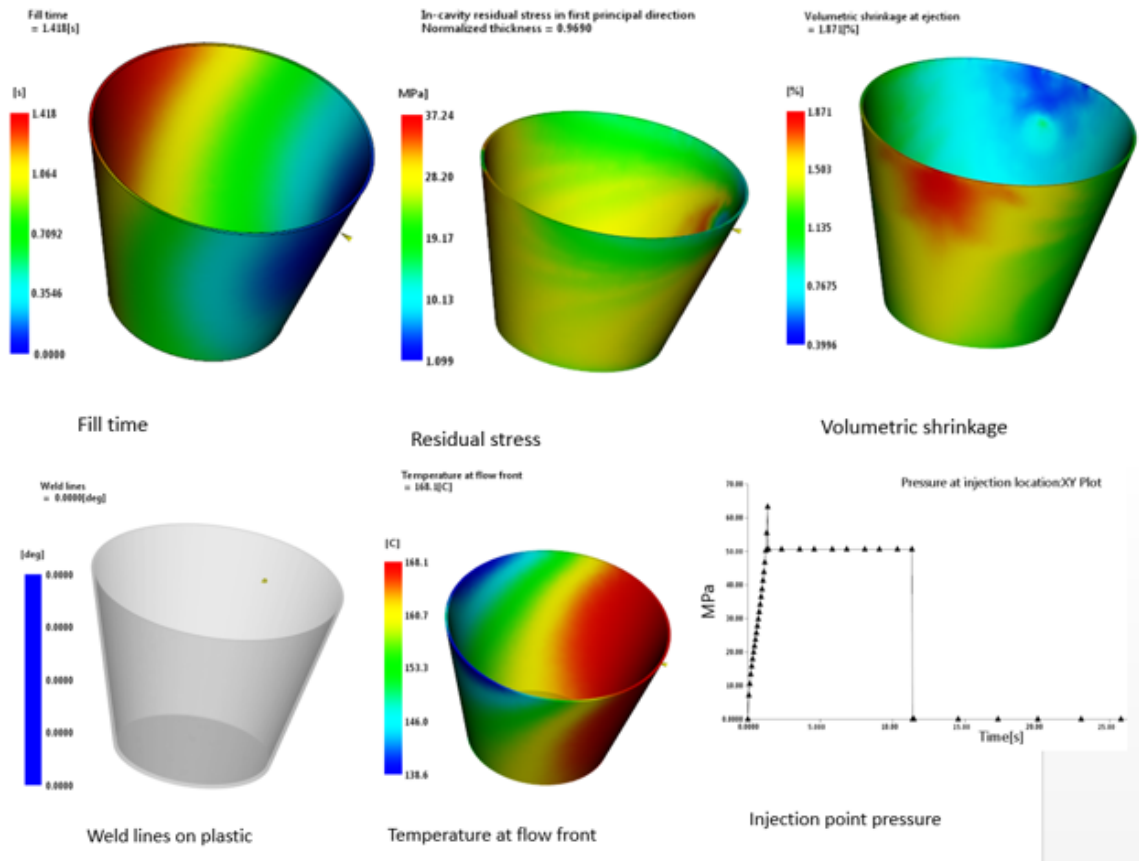 Fill time
= 1.418[s]
[s]
1.418
1.064
0.7092
0.3546
0.0000
Fill time
In-cavity residual stress in first principal direction
Normalized thickness = 0.9690
MPa]
37.24
28.20
19.17
10.13
1.099
Residual stress
Volumetric shrinkage at ejection
= 1.871[%]
[%]
1.871
1.503
1.135
0.7675
0.3996
Volumetric shrinkage
Weld lines
= 0.0000[deg]
[deg]
0.0000
0.0000
0.0000
0.0000
0.0000
Weld lines on plastic
Temperature at flow front
= 168.1[C]
[C]
168.1
160.7
153.3
146.0
138.6
Temperature at flow front
Pressure at injection location:XY Plot
MPa
70.00
60.00
50.00
40.00
30.00
20.00
10.00
0.0000
0.0000
5.000
10.00
15.00
20.00
25.00
Time[s]
Injection point pressure